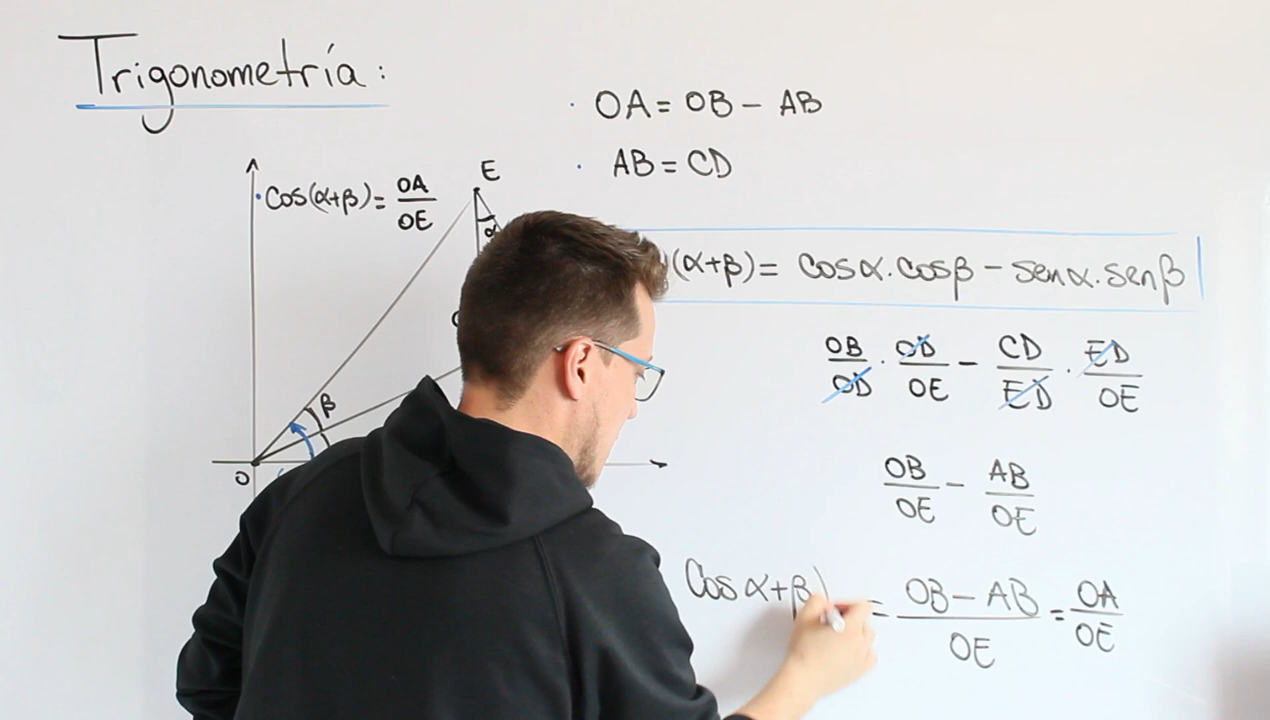 Trigonometría:
· OA = OB - AB
· AB = CD
E
· Cos(α+β) = OA/OE
α
(α+β) = cosα.cosβ - senα.senβ
OB/OD · OD/OE - CD/ED · ED/OE
β
O
OB/OE - AB/OE
Cos α+β) = OB - AB/OE = OA/OE